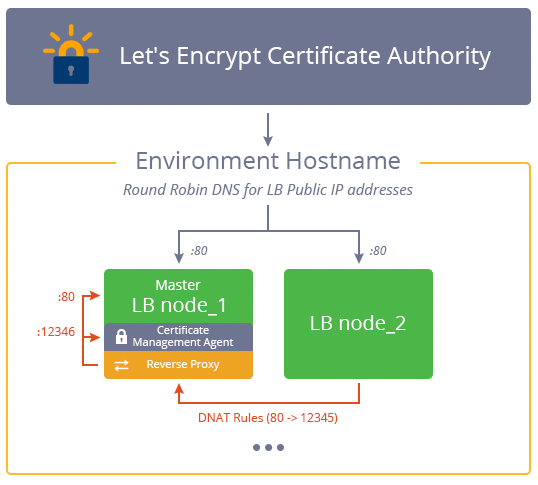 Let's Encrypt Certificate Authority
Environment Hostname
Round Robin DNS for LB Public IP addresses
:80
:80
Master
LB node_1
LB node_2
:80
:12346
Certificate
Management Agent
Reverse Proxy
DNAT Rules (80 -> 12345)